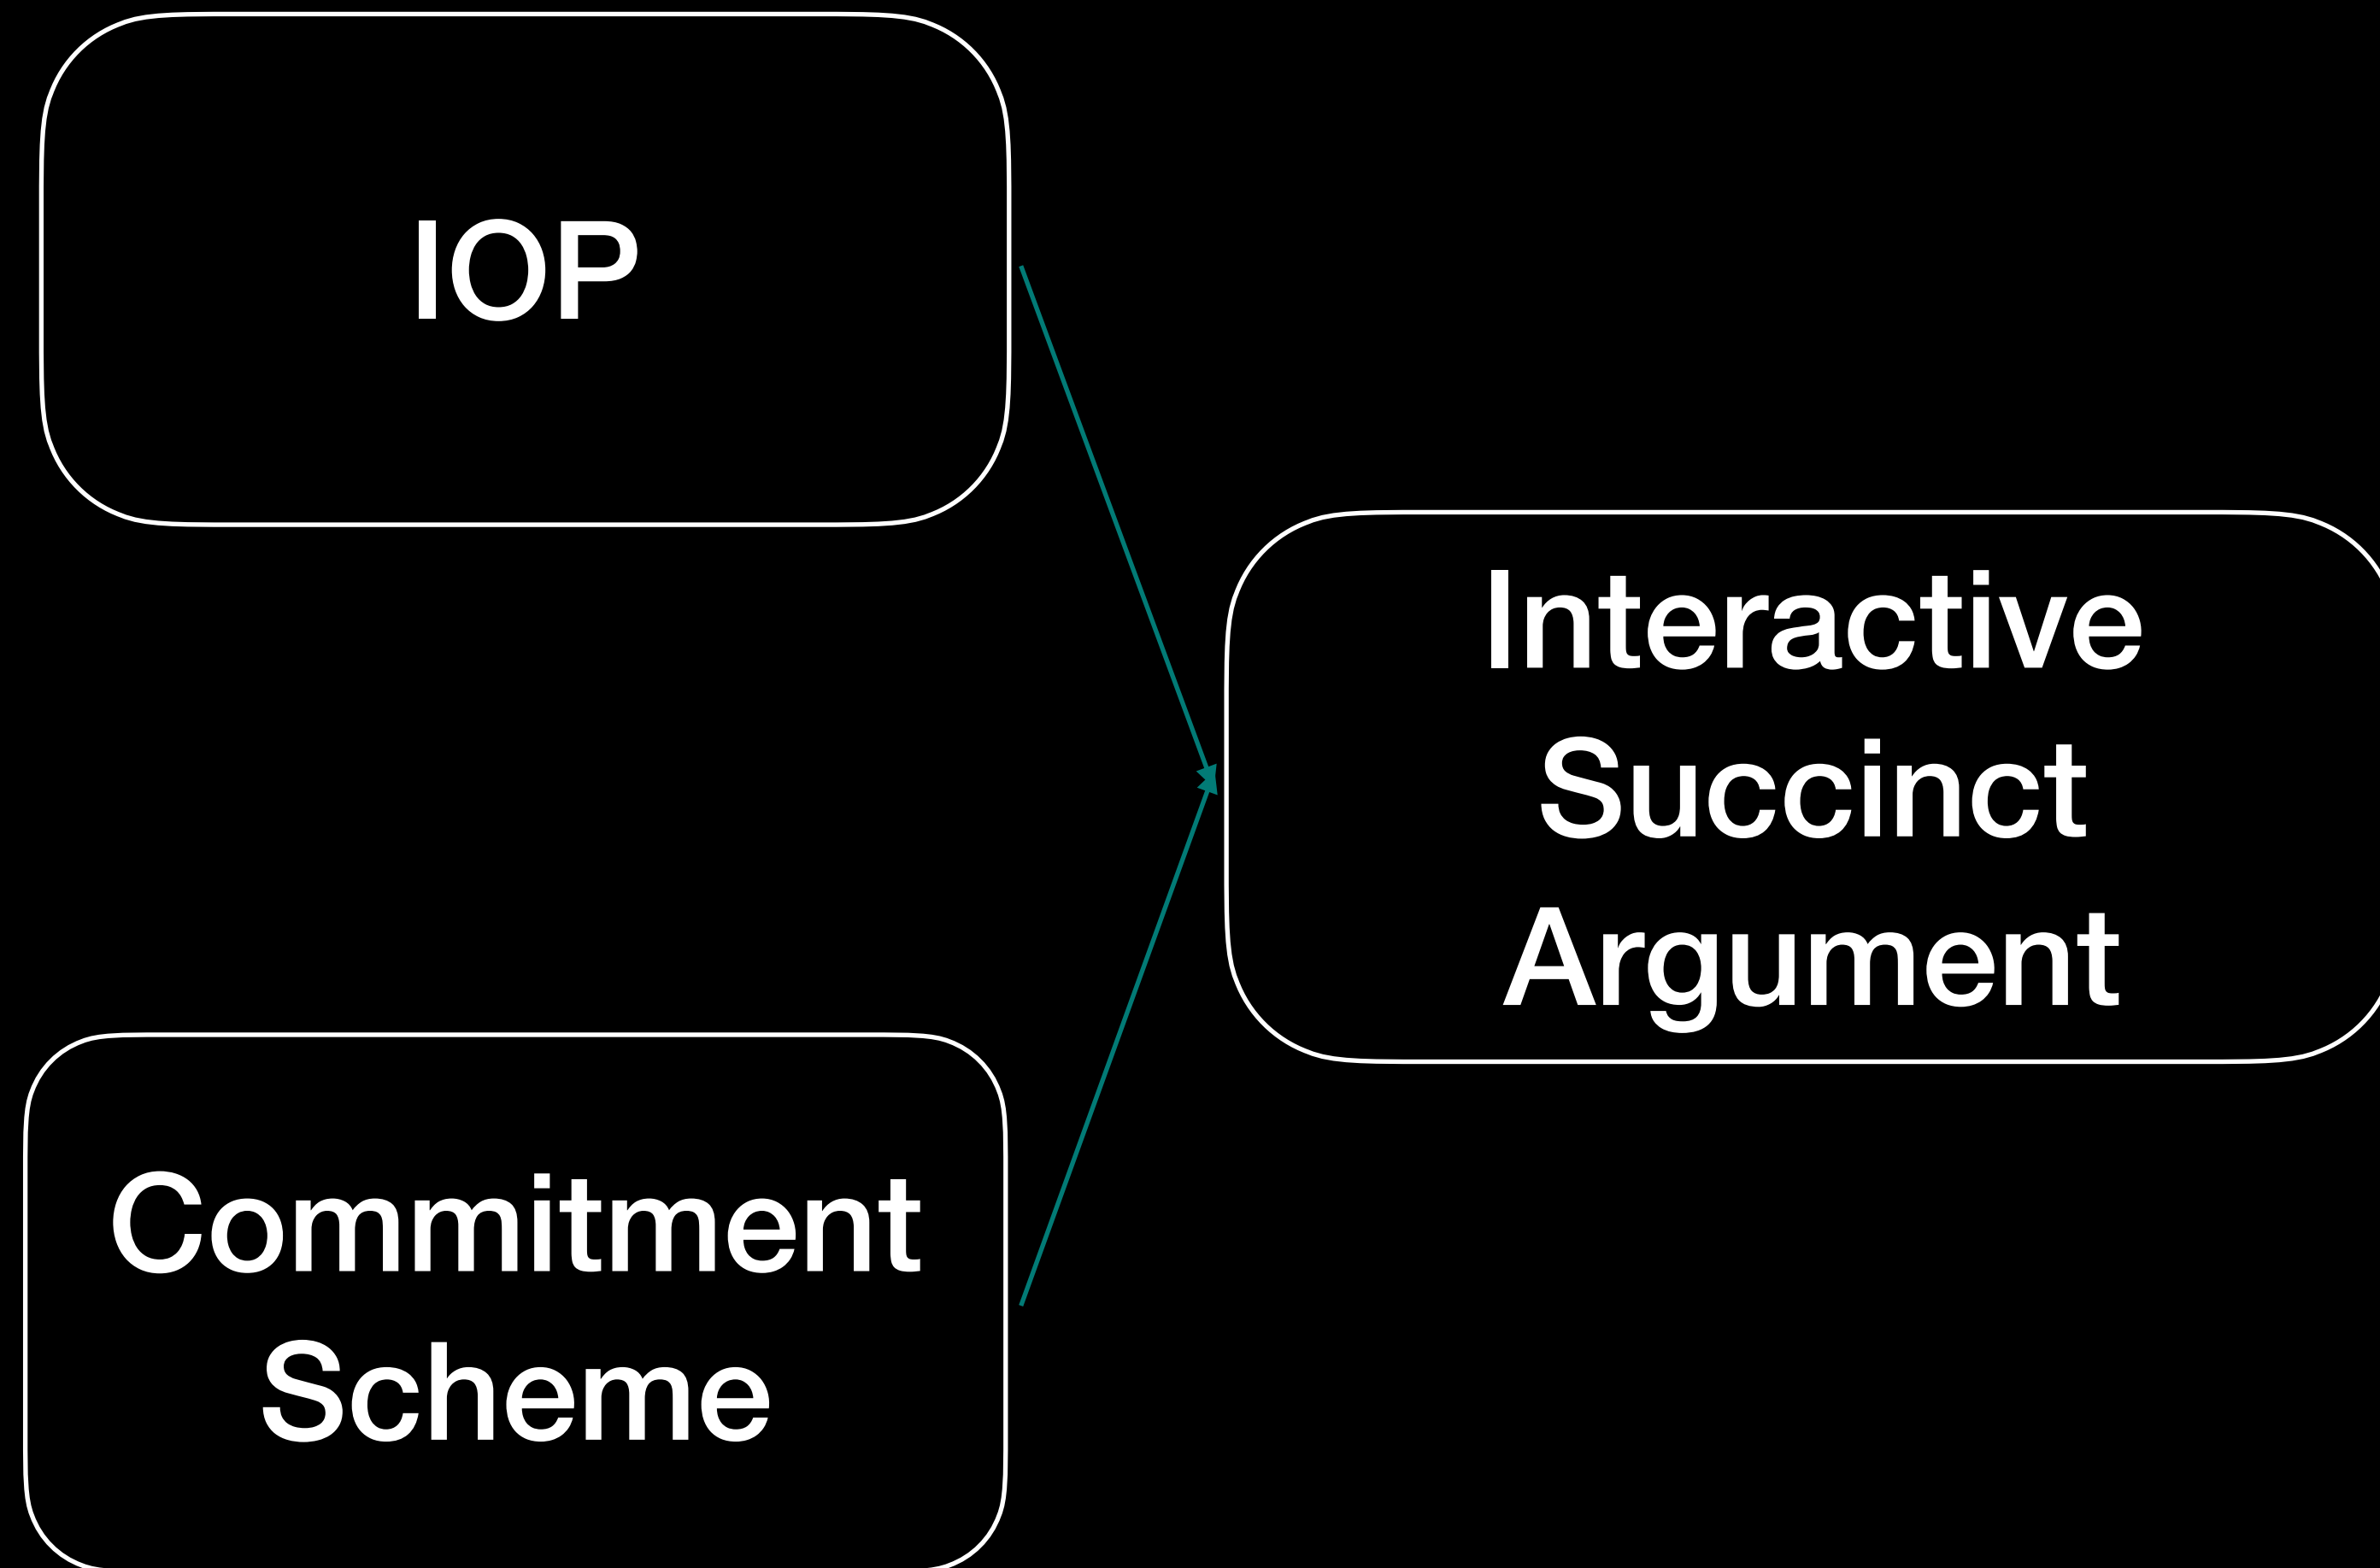 IOP
Interactive
Succinct
Argument
Commitment
Scheme